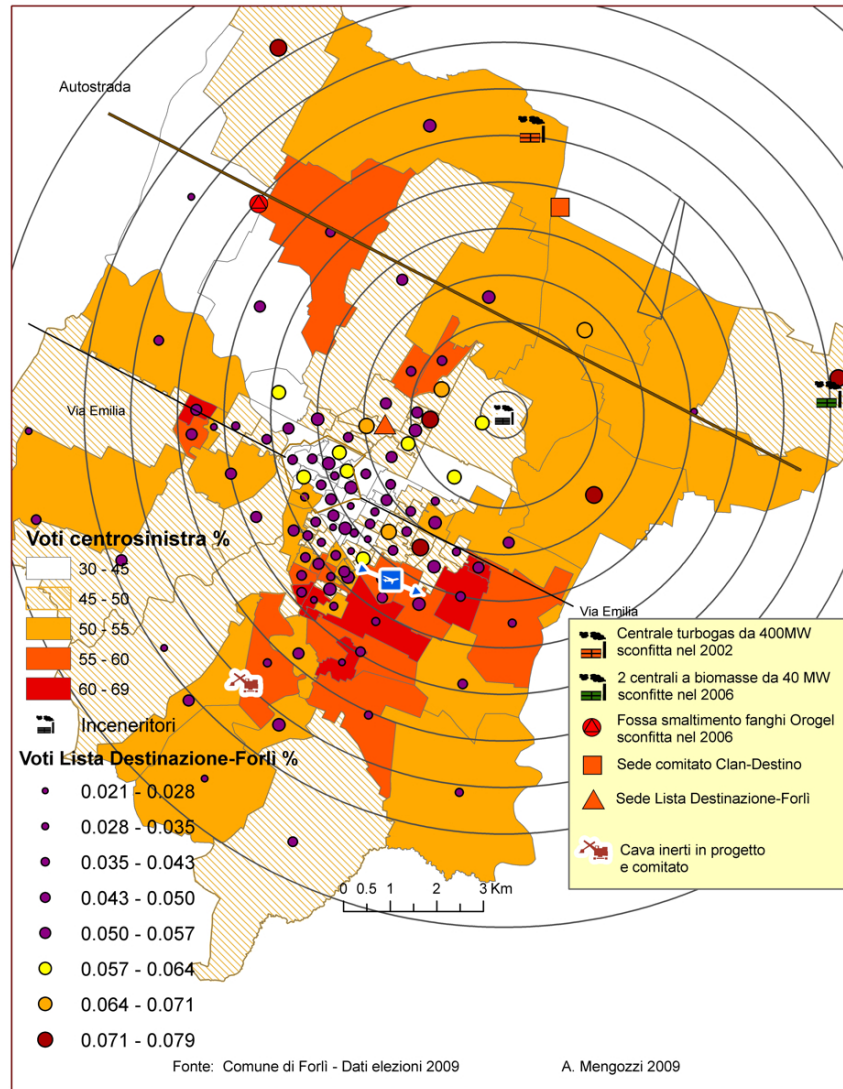 Autostrada
Via Emilia
Via Emilia
Voti centrosinistra %
30 - 45
45 - 50
50 - 55
55 - 60
60 - 69
Inceneritori
Voti Lista Destinazione-Forlì %
0.021 - 0.028
0.028 - 0.035
0.035 - 0.043
0.043 - 0.050
0.050 - 0.057
0.057 - 0.064
0.064 - 0.071
0.071 - 0.079
Centrale turbogas da 400MW
sconfitta nel 2002
2 centrali a biomasse da 40 MW
sconfitte nel 2006
Fossa smaltimento fanghi Orogel
sconfitta nel 2006
Sede comitato Clan-Destino
Sede Lista Destinazione-Forlì
Cava inerti in progetto
e comitato
0 0.5 1 2 3 Km
Fonte: Comune di Forlì - Dati elezioni 2009 A. Mengozzi 2009